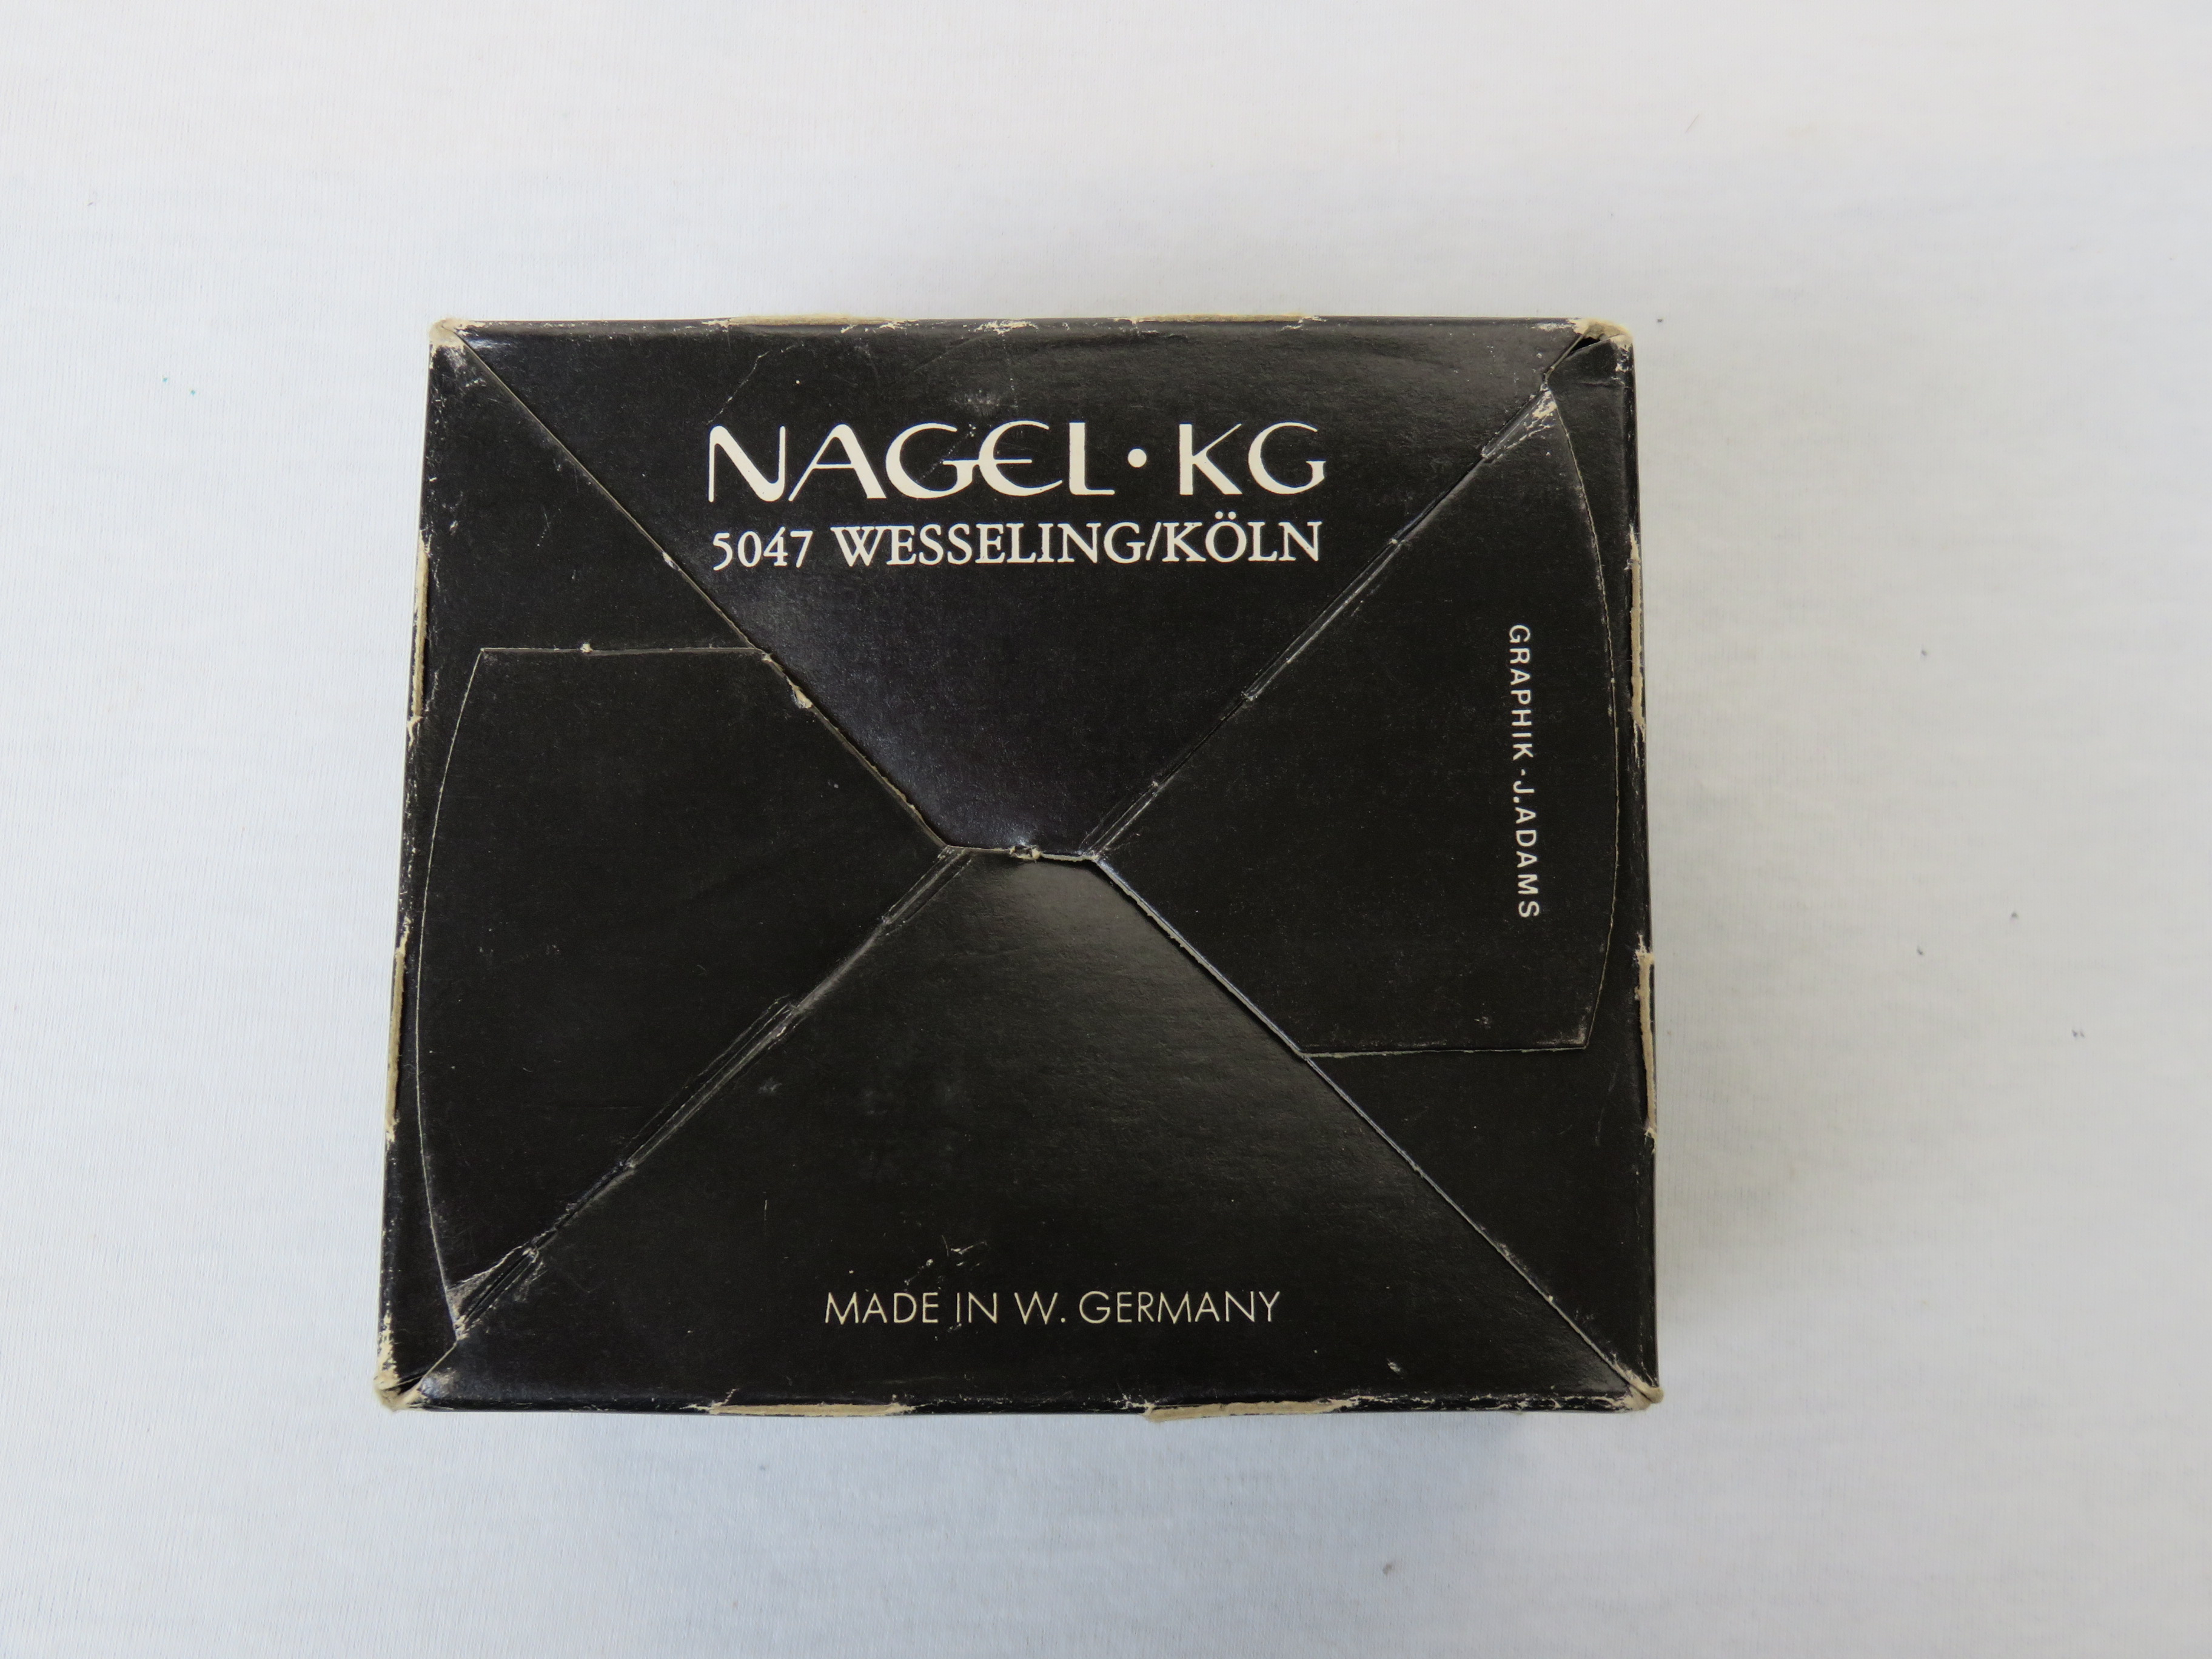 NAGEL·KG
5047 WESSELING/KÖLN
GRAPHIK·J.ADAMS
MADE IN W. GERMANY